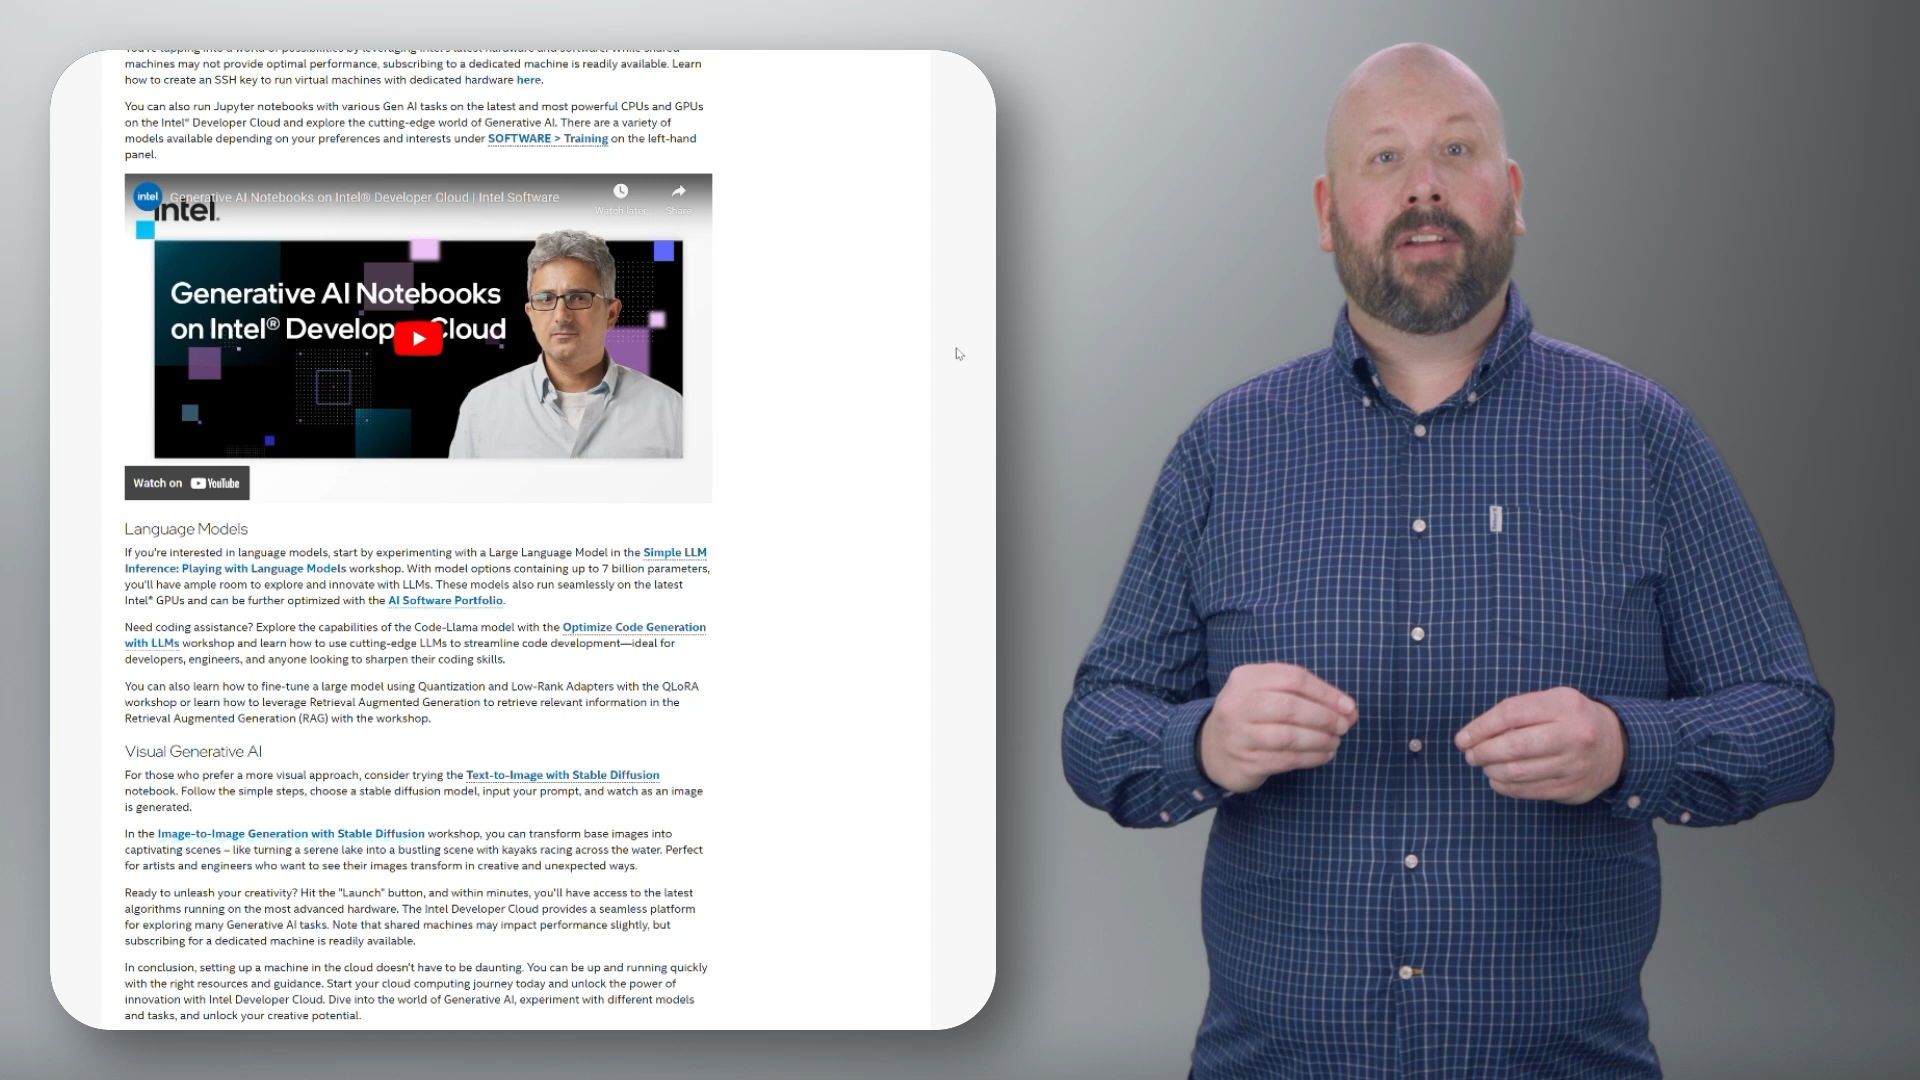 You're tapping into a world of possibilities by leveraging Intel's latest hardware and software. While shared
machines may not provide optimal performance, subscribing to a dedicated machine is readily available. Learn
how to create an SSH key to run virtual machines with dedicated hardware here.
You can also run Jupyter notebooks with various Gen AI tasks on the latest and most powerful CPUs and GPUs
on the Intel® Developer Cloud and explore the cutting-edge world of Generative AI. There are a variety of
models available depending on your preferences and interests under SOFTWARE > Training on the left-hand
panel.
intel
Generative AI Notebooks on Intel® Developer Cloud | Intel Software
Watch later
Share
intel.
Generative AI Notebooks
on Intel® Developer Cloud
Watch on YouTube
Language Models
If you're interested in language models, start by experimenting with a Large Language Model in the Simple LLM
Inference: Playing with Language Models workshop. With model options containing up to 7 billion parameters,
you'll have ample room to explore and innovate with LLMs. These models also run seamlessly on the latest
Intel® GPUs and can be further optimized with the AI Software Portfolio.
Need coding assistance? Explore the capabilities of the Code-Llama model with the Optimize Code Generation
with LLMs workshop and learn how to use cutting-edge LLMs to streamline code development—ideal for
developers, engineers, and anyone looking to sharpen their coding skills.
You can also learn how to fine-tune a large model using Quantization and Low-Rank Adapters with the QLoRA
workshop or learn how to leverage Retrieval Augmented Generation to retrieve relevant information in the
Retrieval Augmented Generation (RAG) with the workshop.
Visual Generative AI
For those who prefer a more visual approach, consider trying the Text-to-Image with Stable Diffusion
notebook. Follow the simple steps, choose a stable diffusion model, input your prompt, and watch as an image
is generated.
In the Image-to-Image Generation with Stable Diffusion workshop, you can transform base images into
captivating scenes – like turning a serene lake into a bustling scene with kayaks racing across the water. Perfect
for artists and engineers who want to see their images transform in creative and unexpected ways.
Ready to unleash your creativity? Hit the "Launch" button, and within minutes, you'll have access to the latest
algorithms running on the most advanced hardware. The Intel Developer Cloud provides a seamless platform
for exploring many Generative AI tasks. Note that shared machines may impact performance slightly, but
subscribing for a dedicated machine is readily available.
In conclusion, setting up a machine in the cloud doesn't have to be daunting. You can be up and running quickly
with the right resources and guidance. Start your cloud computing journey today and unlock the power of
innovation with Intel Developer Cloud. Dive into the world of Generative AI, experiment with different models
and tasks, and unlock your creative potential.